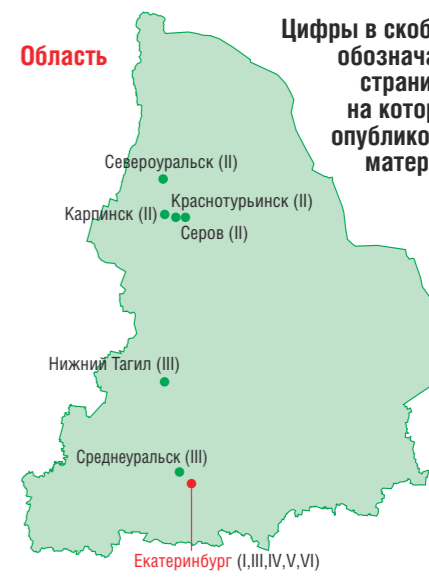 Область
Цифры в скоб
обознача
страни
на котор
опублико
матер
Североуральск (II)
Краснотурьинск (II)
Карпинск (II)
Серов (II)
Нижний Тагил (III)
Среднеуральск (III)
Екатеринбург (I,III,IV,V,VI)